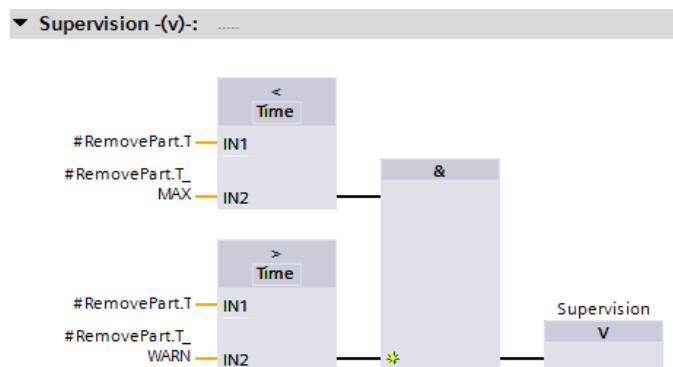 Supervision -(v)-: .....
<
Time
#RemovePart.T IN1
#RemovePart.T_
MAX IN2
&
>
Time
#RemovePart.T IN1
#RemovePart.T_
WARN IN2
Supervision
V